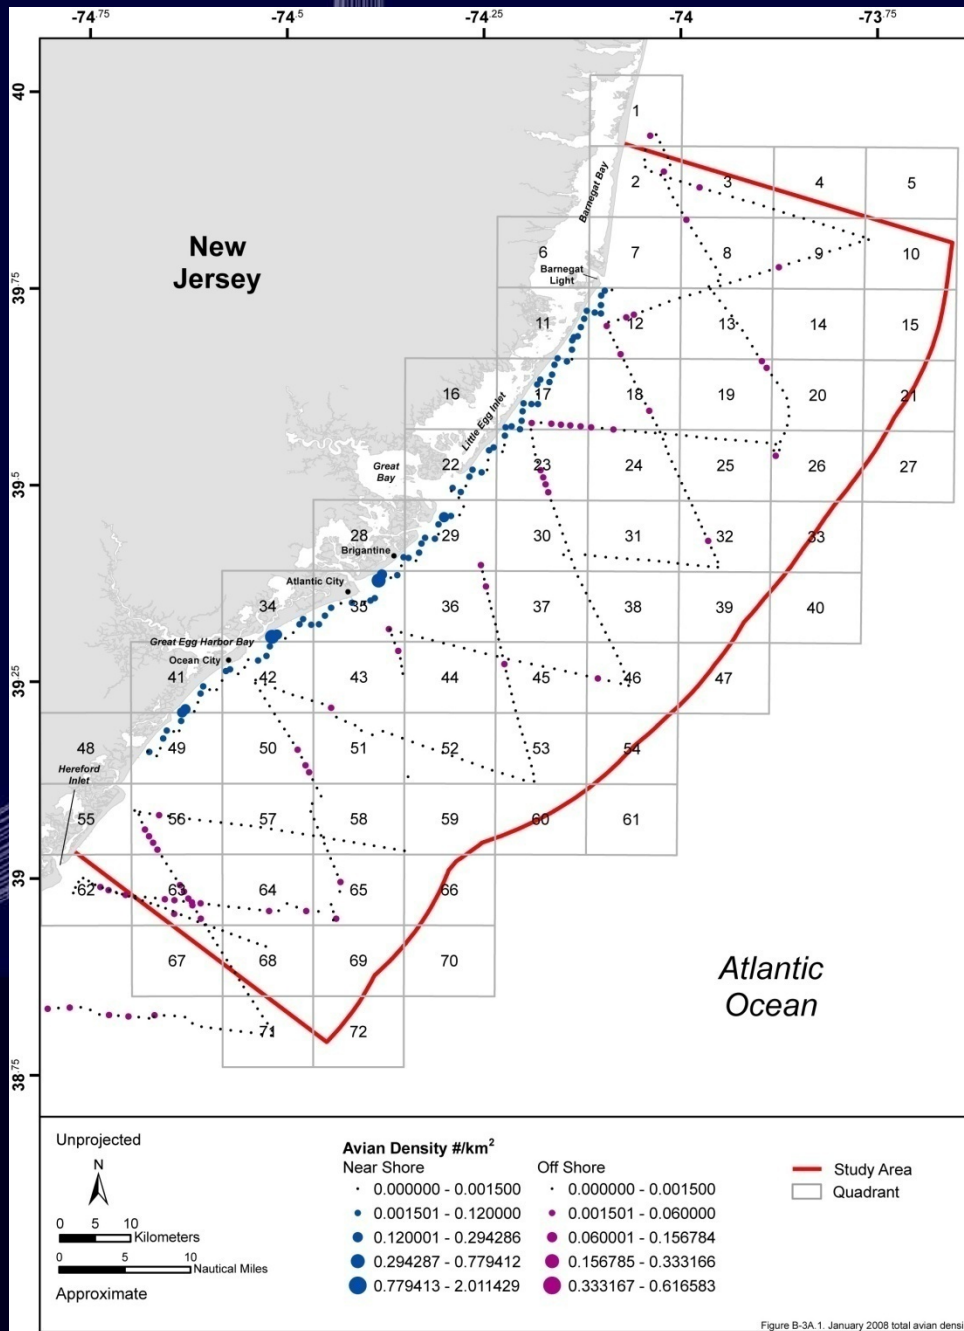 -74.75 -74.5 -74.25 -74 -73.75
40
39.75
39.5
39.25
39
38.75
New
Jersey
Barnegat Bay
Barnegat
Light
Little Egg Inlet
Great
Bay
Brigantine
Atlantic City
Great Egg Harbor Bay
Ocean City
Hereford
Inlet
Atlantic
Ocean
1
2 3 4 5
6 7 8 9 10
11 12 13 14 15
16 17 18 19 20 21
22 23 24 25 26 27
28 29 30 31 32 33
34 35 36 37 38 39 40
41 42 43 44 45 46 47
48 49 50 51 52 53 54
55 56 57 58 59 60 61
62 63 64 65 66
67 68 69 70
71 72
Unprojected
N
0 5 10
Kilometers
0 5 10
Nautical Miles
Approximate
Avian Density #/km²
Near Shore
0.000000 - 0.001500
0.001501 - 0.120000
0.120001 - 0.294286
0.294287 - 0.779412
0.779413 - 2.011429
Off Shore
0.000000 - 0.001500
0.001501 - 0.060000
0.060001 - 0.156784
0.156785 - 0.333166
0.333167 - 0.616583
Study Area
Quadrant
Figure B-3A.1. January 2008 total avian densi